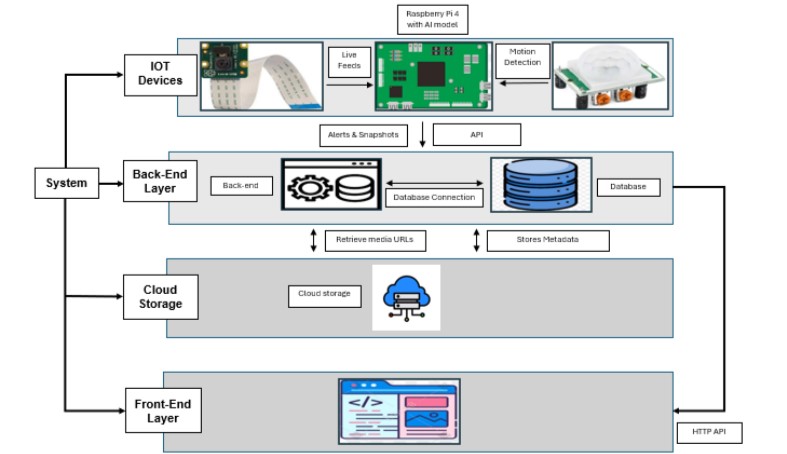 Raspberry Pi 4
with AI model
IOT
Devices
Live
Feeds
Motion
Detection
Alerts & Snapshots
API
System
Back-End
Layer
Back-end
Database Connection
Database
Retrieve media URLs
Stores Metadata
Cloud
Storage
Cloud storage
Front-End
Layer
</>
HTTP API